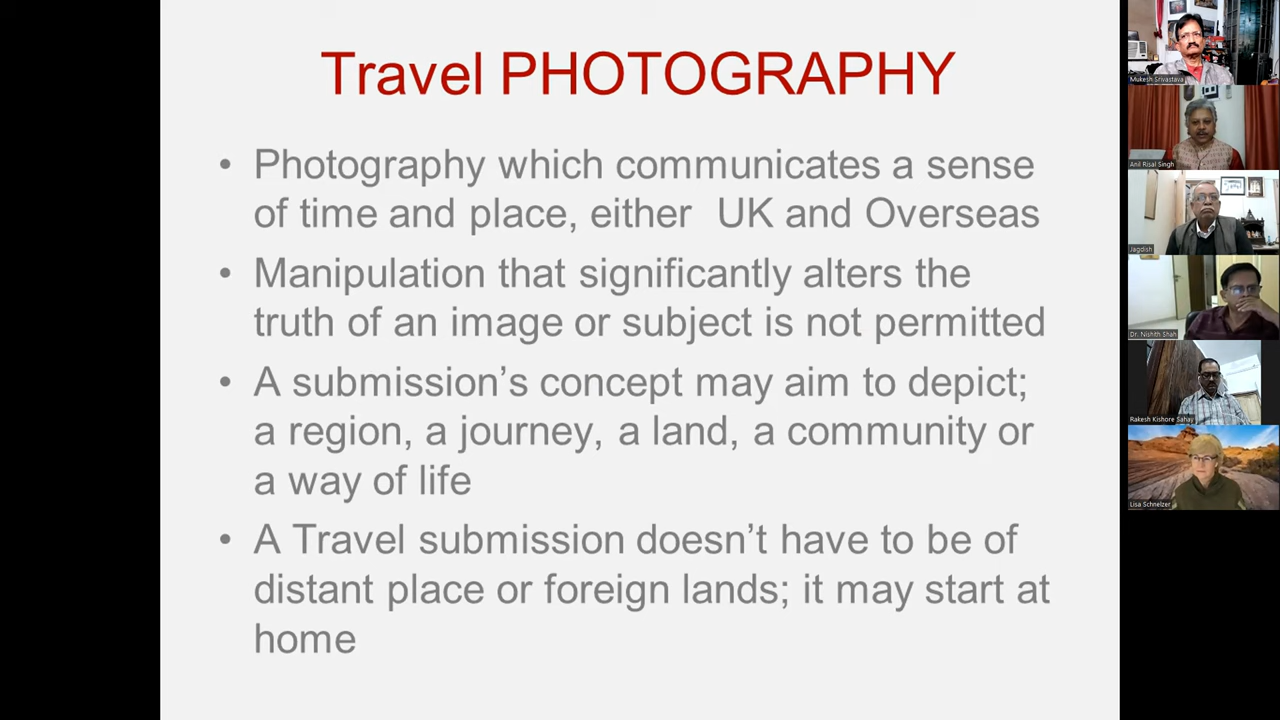 Travel PHOTOGRAPHY
• Photography which communicates a sense
of time and place, either UK and Overseas
• Manipulation that significantly alters the
truth of an image or subject is not permitted
• A submission’s concept may aim to depict;
a region, a journey, a land, a community or
a way of life
• A Travel submission doesn’t have to be of
distant place or foreign lands; it may start at
home
Mukesh Srivastava
Anil Risal Singh
Jagdish
Dr. Nishith Shah
Rakesh Kishore Sahay
Lisa Schnelzer